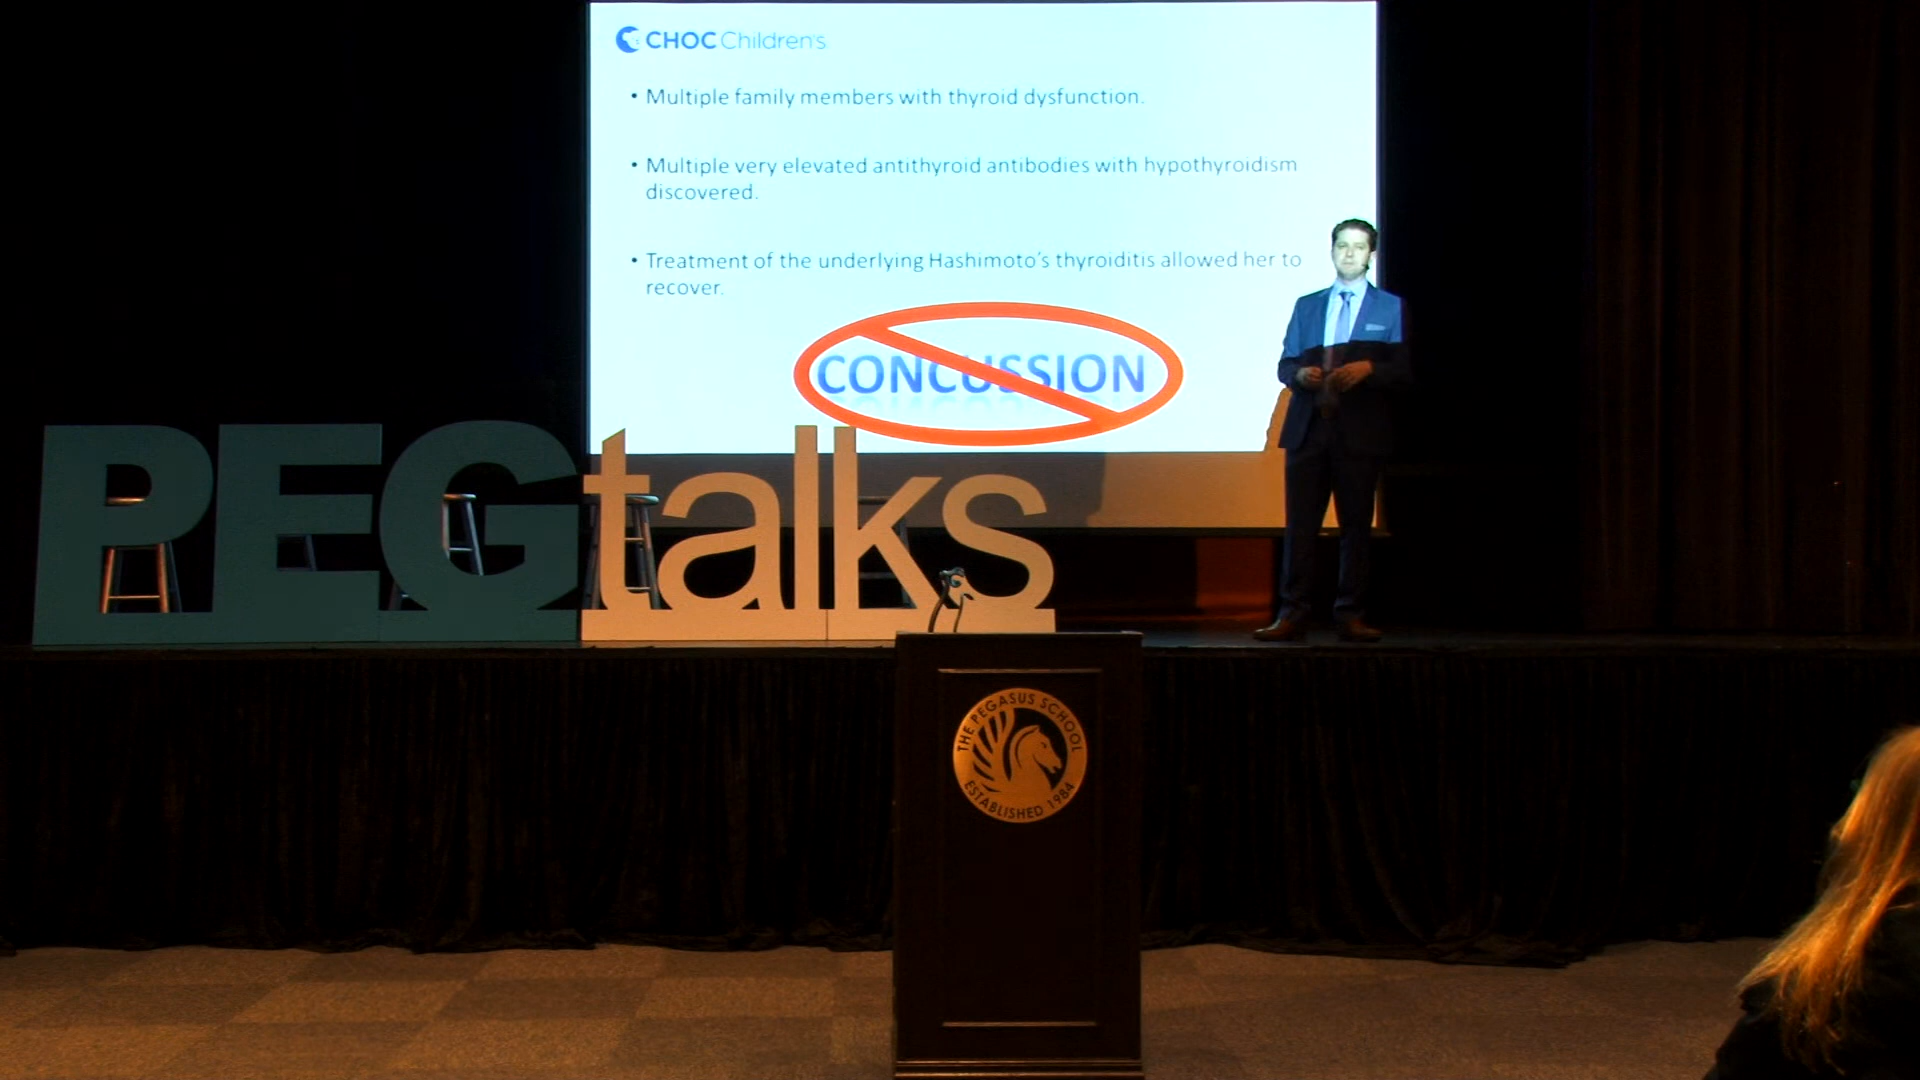 CHOC Children's
• Multiple family members with thyroid dysfunction.
• Multiple very elevated antithyroid antibodies with hypothyroidism
discovered.
• Treatment of the underlying Hashimoto's thyroiditis allowed her to
recover.
CONCUSSION
PEGtalks
THE PEGASUS SCHOOL
ESTABLISHED 1984